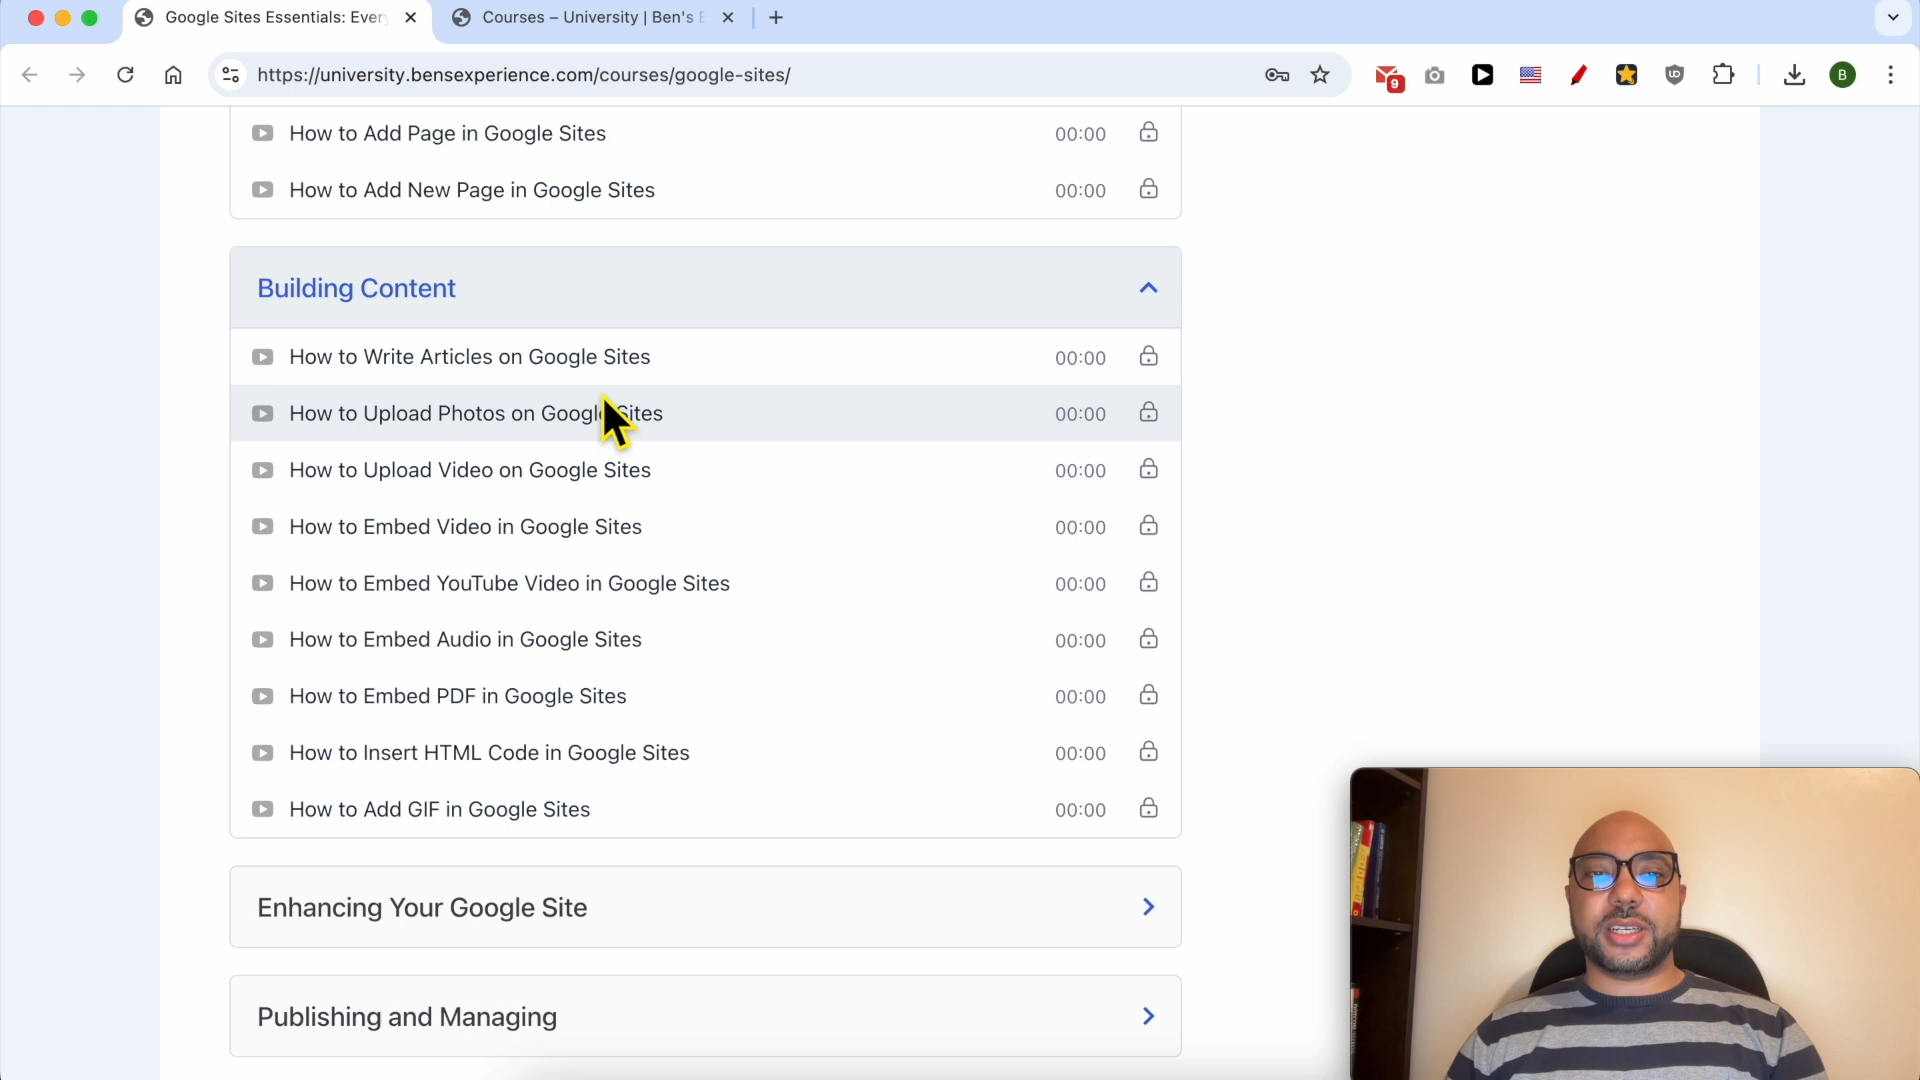 Google Sites Essentials: Ever
Courses – University | Ben's E
https://university.bensexperience.com/courses/google-sites/
9
UD
B
How to Add Page in Google Sites 00:00
How to Add New Page in Google Sites 00:00
Building Content
How to Write Articles on Google Sites 00:00
How to Upload Photos on Google Sites 00:00
How to Upload Video on Google Sites 00:00
How to Embed Video in Google Sites 00:00
How to Embed YouTube Video in Google Sites 00:00
How to Embed Audio in Google Sites 00:00
How to Embed PDF in Google Sites 00:00
How to Insert HTML Code in Google Sites 00:00
How to Add GIF in Google Sites 00:00
Enhancing Your Google Site
Publishing and Managing